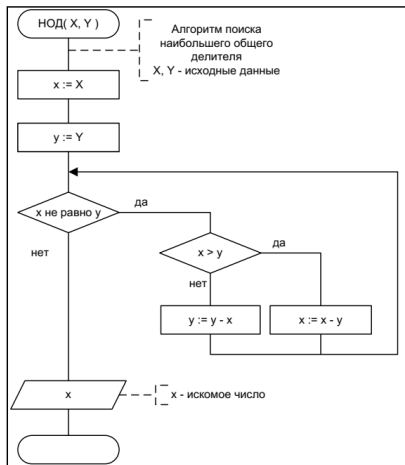 НОД( X, Y )
Алгоритм поиска
наибольшего общего
делителя
X, Y - исходные данные
x := X
y := Y
x не равно y
да
нет
x > y
да
нет
y := y - x
x := x - y
x
x - искомое число